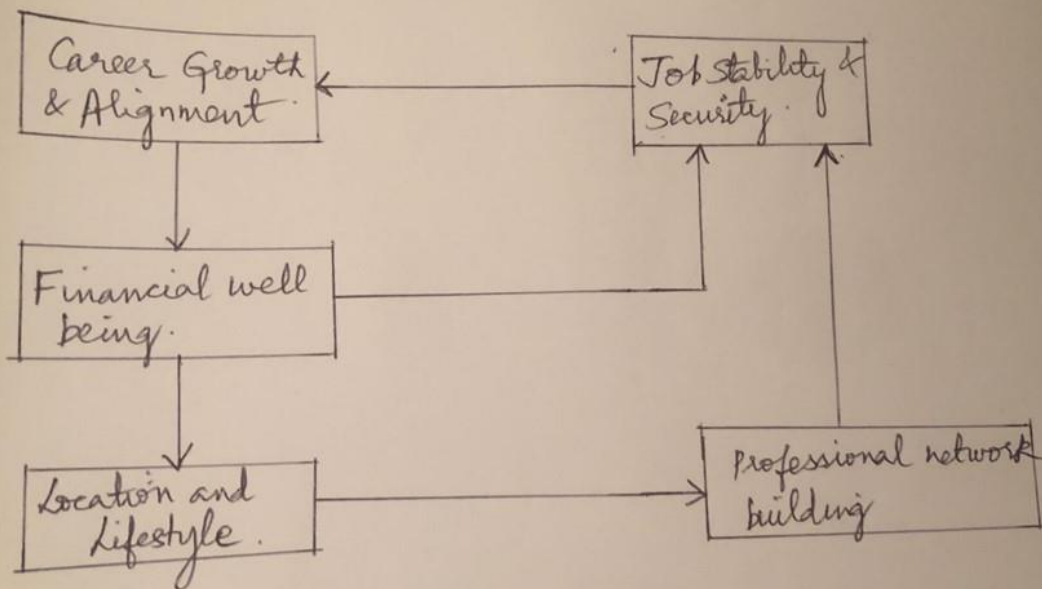 Career Growth
& Alignment.
Job stability &
Security.
Financial well
being.
Location and
Lifestyle.
Professional network
building